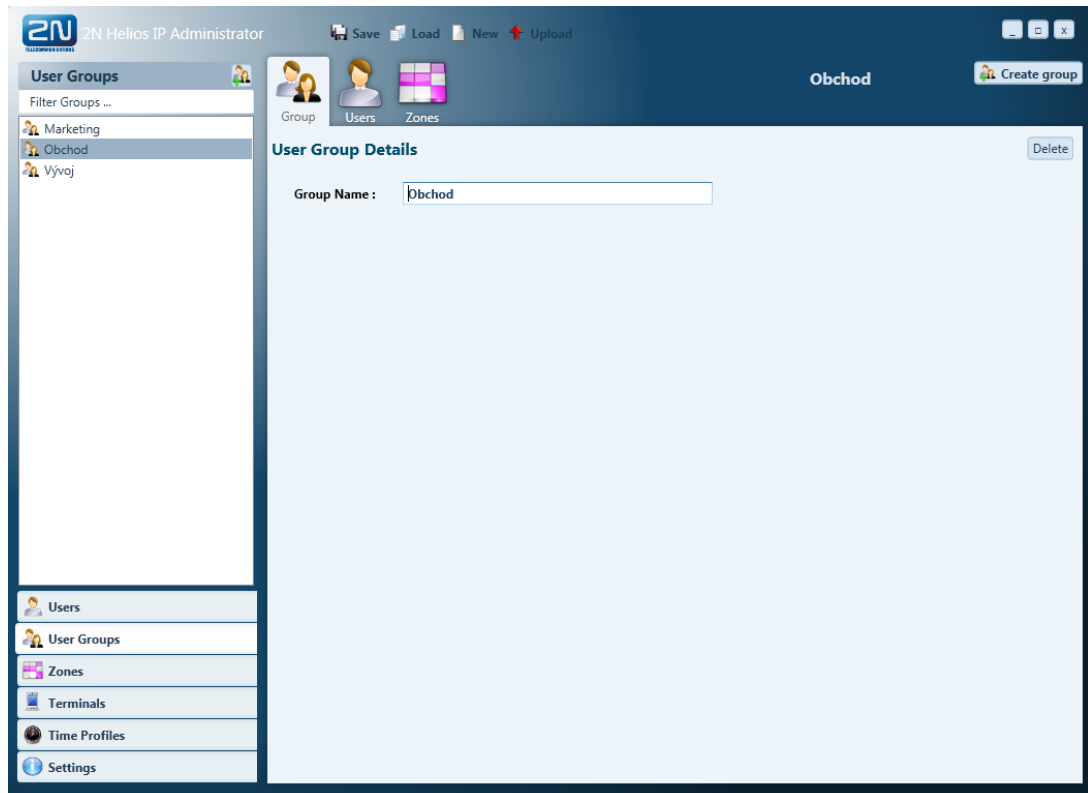 2N
TELECOMMUNICATIONS
2N Helios IP Administrator
Save Load New Upload
_ □ x
User Groups
Filter Groups ...
Marketing
Obchod
Vývoj
Group Users Zones
Obchod
Create group
User Group Details
Delete
Group Name :
Obchod
Users
User Groups
Zones
Terminals
Time Profiles
Settings